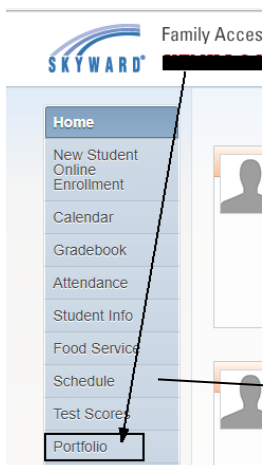 Family Acces
SKYWARD
Home
New Student
Online
Enrollment
Calendar
Gradebook
Attendance
Student Info
Food Service
Schedule
Test Scores
Portfolio